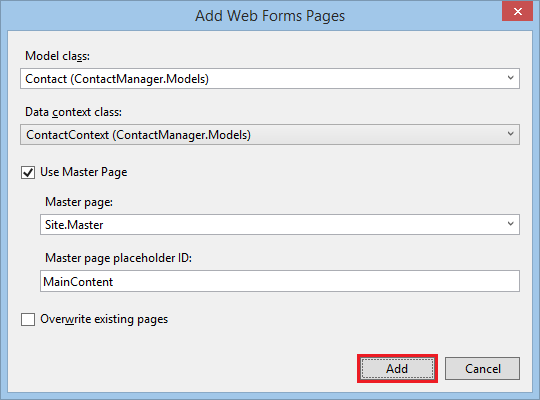 Add Web Forms Pages
Model class:
Contact (ContactManager.Models)
Data context class:
ContactContext (ContactManager.Models)
Use Master Page
Master page:
Site.Master
Master page placeholder ID:
MainContent
Overwrite existing pages
Add Cancel